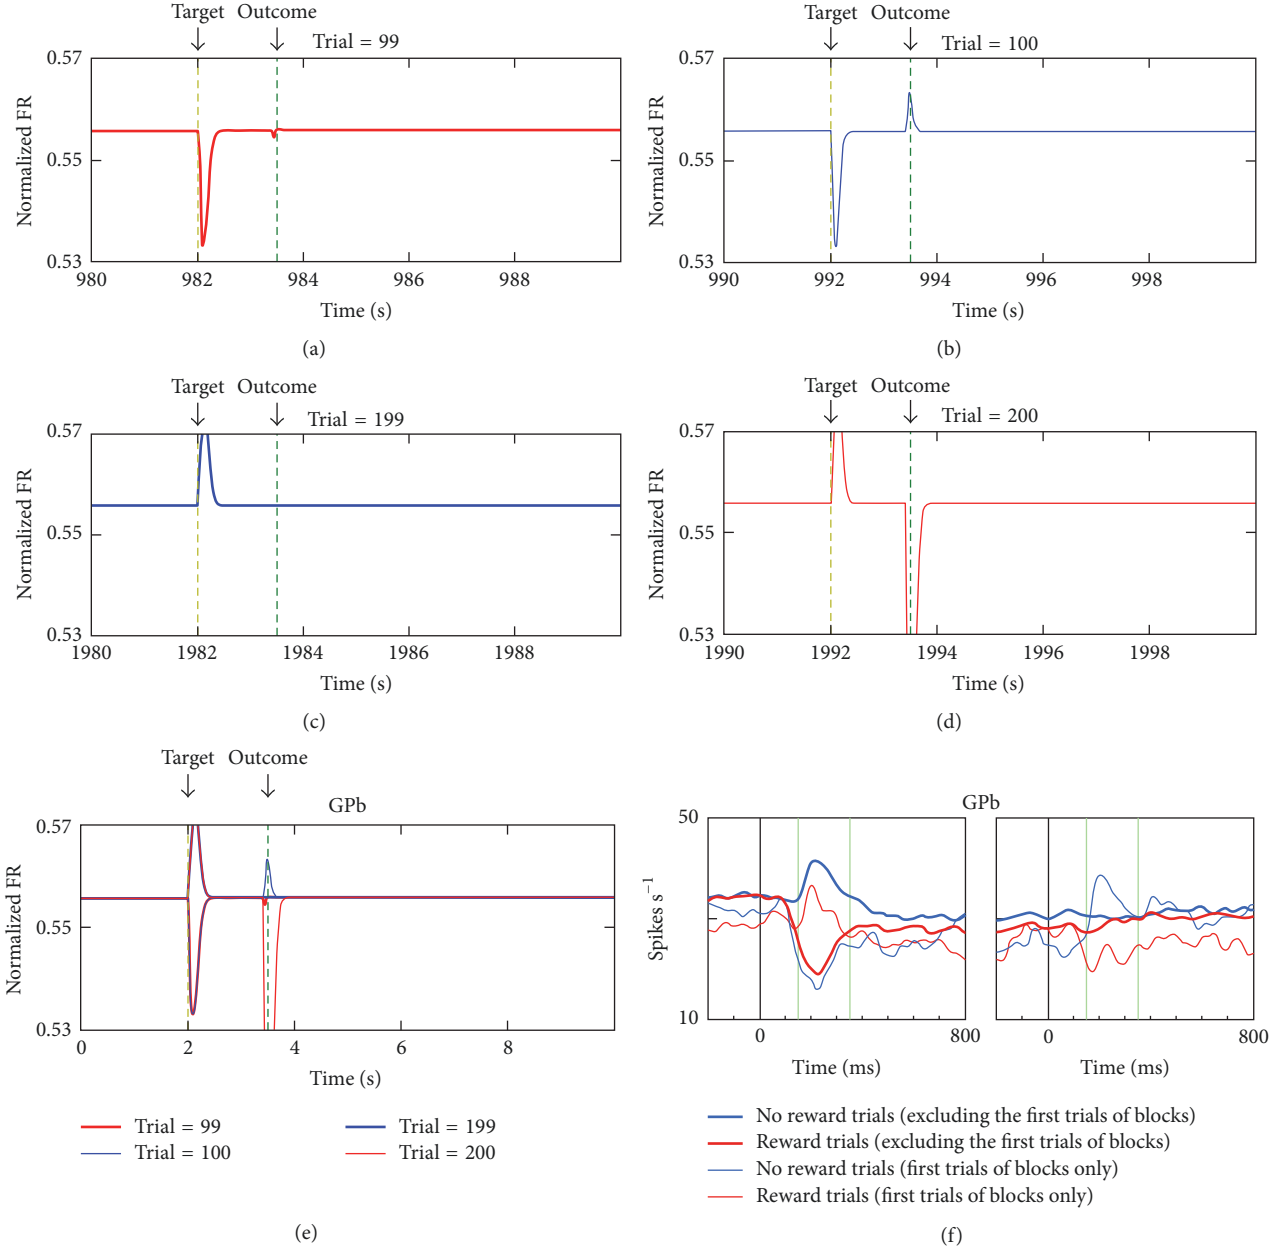 Target Outcome
Trial = 99
0.57
0.55
0.53
Normalized FR
980 982 984 986 988
Time (s)
(a)
Target Outcome
Trial = 100
0.57
0.55
0.53
Normalized FR
990 992 994 996 998
Time (s)
(b)
Target Outcome
Trial = 199
0.57
0.55
0.53
Normalized FR
1980 1982 1984 1986 1988
Time (s)
(c)
Target Outcome
Trial = 200
0.57
0.55
0.53
Normalized FR
1990 1992 1994 1996 1998
Time (s)
(d)
Target Outcome
GPb
0.57
0.55
0.53
Normalized FR
0 2 4 6 8
Time (s)
Trial = 99
Trial = 100
Trial = 199
Trial = 200
(e)
GPb
50
10
Spikes s⁻¹
0 800
Time (ms)
0 800
Time (ms)
No reward trials (excluding the first trials of blocks)
Reward trials (excluding the first trials of blocks)
No reward trials (first trials of blocks only)
Reward trials (first trials of blocks only)
(f)